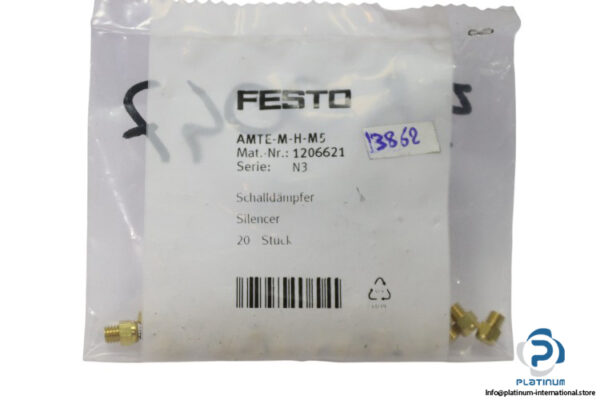 FESTO
AMTE-M-H-M5
Mat.-Nr.: 1206621
Serie: N3
13862
Schalldämpfer
Silencer
20 Stück
PLATINUM
Info@platinum-international.store